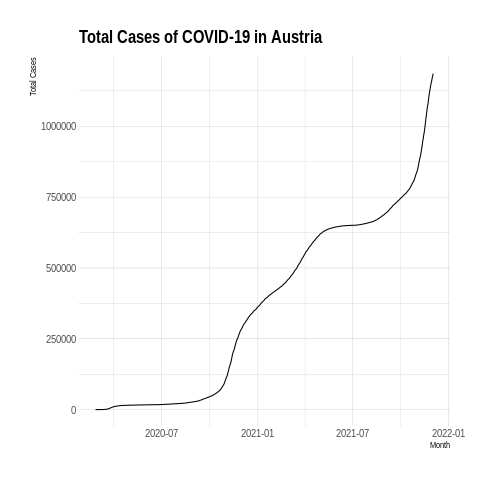 Total Cases of COVID-19 in Austria
Total Cases
1000000
750000
500000
250000
0
2020-07 2021-01 2021-07 2022-01
Month